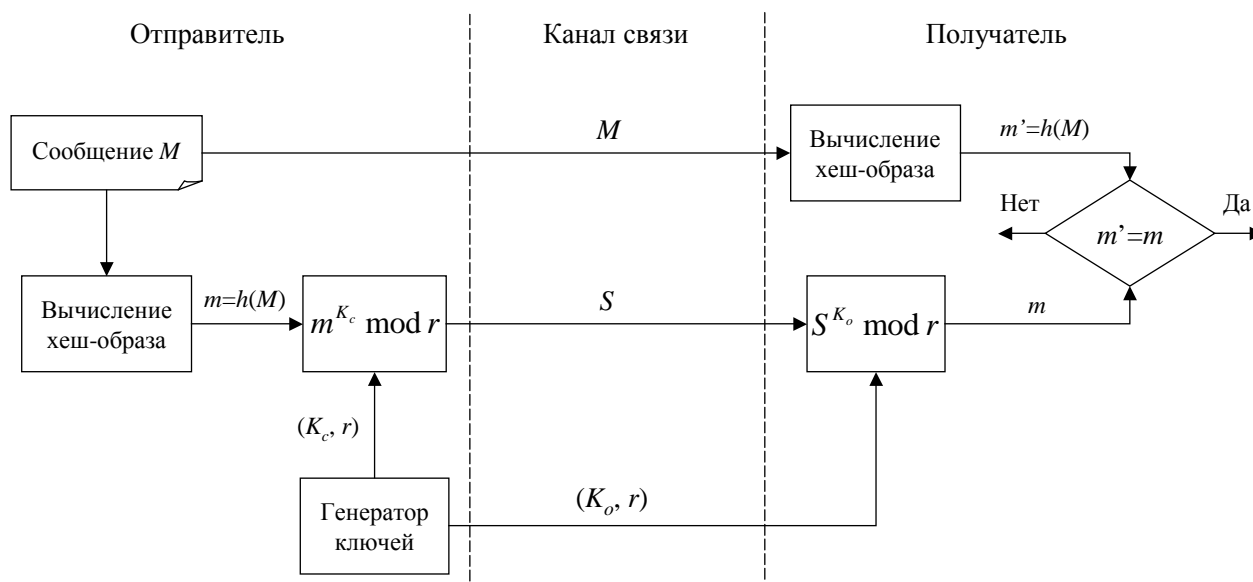 Отправитель
Канал связи
Получатель
Сообщение M
M
Вычисление
хеш-образа
m’=h(M)
Нет
Да
m’=m
Вычисление
хеш-образа
m=h(M)
m^{K_c} mod r
S
S^{K_o} mod r
m
(K_c, r)
Генератор
ключей
(K_o, r)